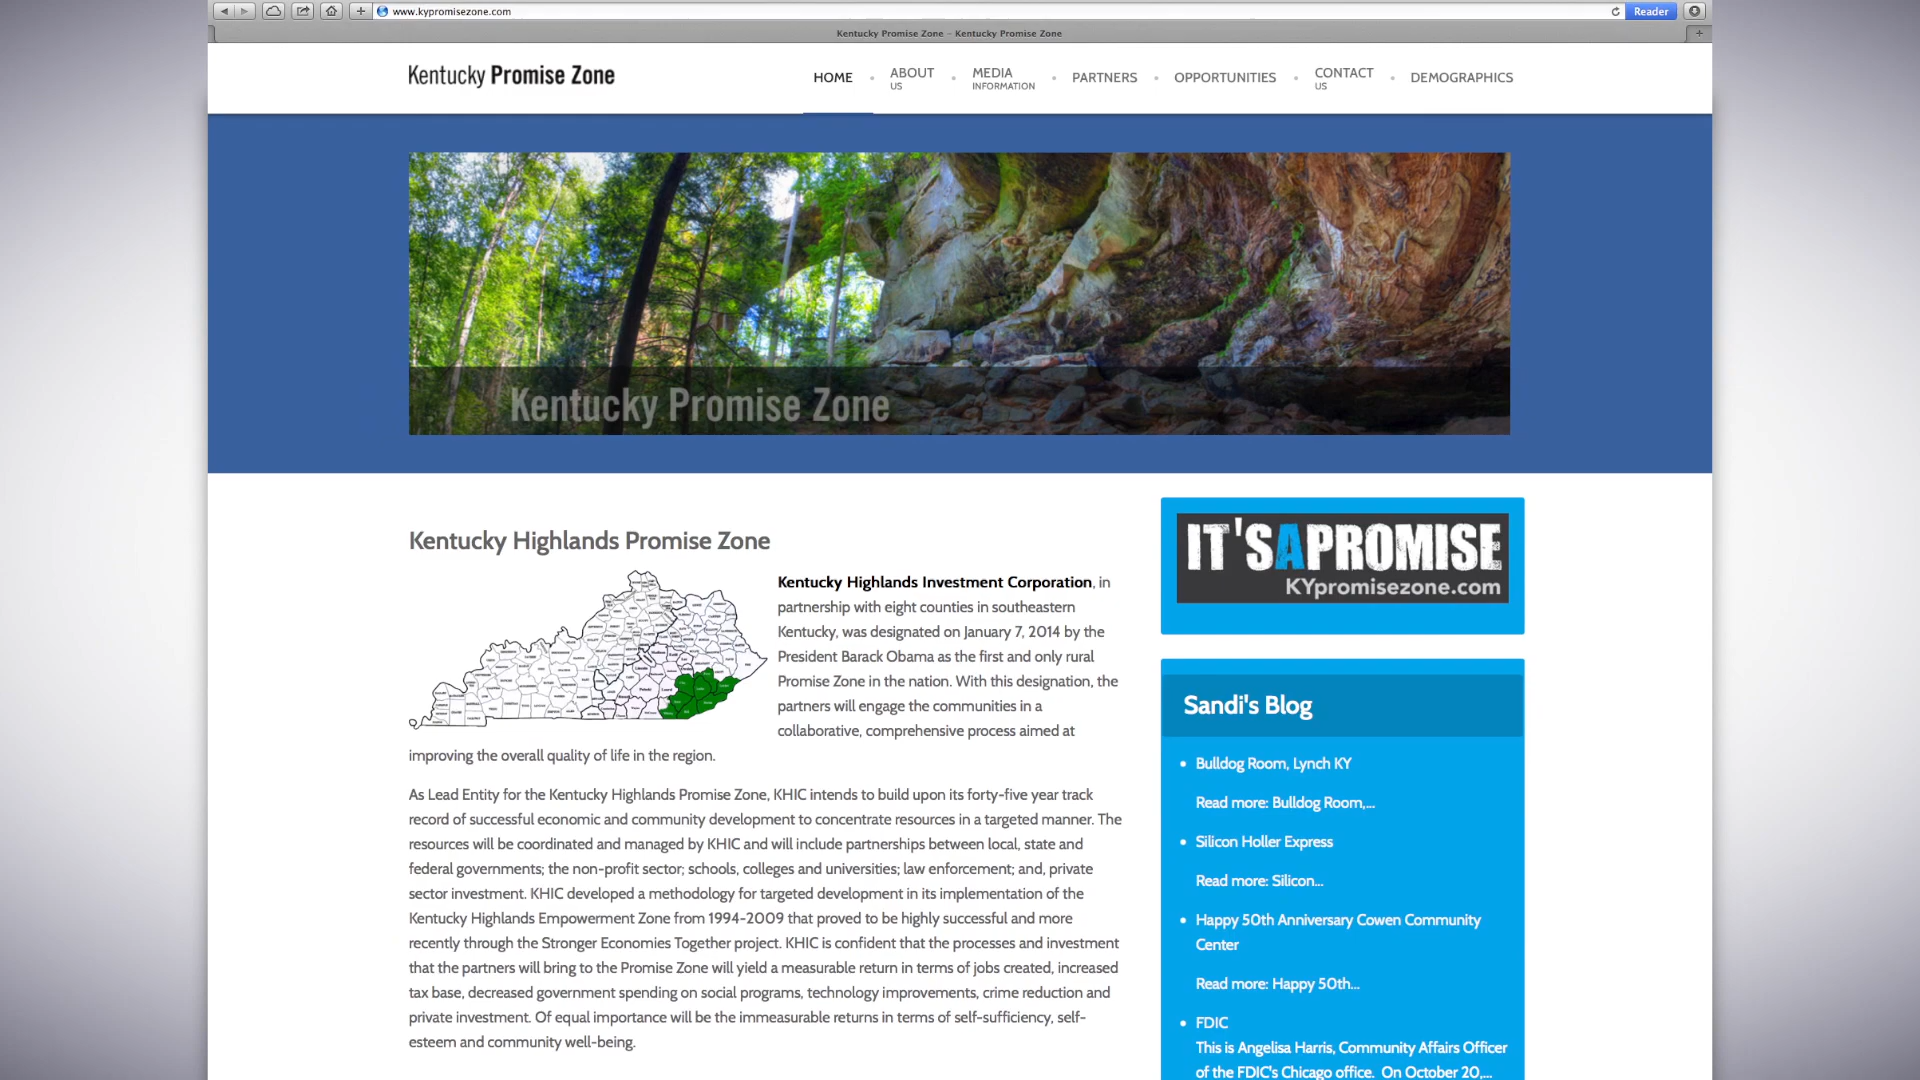 www.kypromisezone.com
Reader
Kentucky Promise Zone – Kentucky Promise Zone
Kentucky Promise Zone
HOME
ABOUT
US
MEDIA
INFORMATION
PARTNERS
OPPORTUNITIES
CONTACT
US
DEMOGRAPHICS
Kentucky Promise Zone
Kentucky Highlands Promise Zone
Kentucky Highlands Investment Corporation, in
partnership with eight counties in southeastern
Kentucky, was designated on January 7, 2014 by the
President Barack Obama as the first and only rural
Promise Zone in the nation. With this designation, the
partners will engage the communities in a
collaborative, comprehensive process aimed at
improving the overall quality of life in the region.
As Lead Entity for the Kentucky Highlands Promise Zone, KHIC intends to build upon its forty-five year track
record of successful economic and community development to concentrate resources in a targeted manner. The
resources will be coordinated and managed by KHIC and will include partnerships between local, state and
federal governments; the non-profit sector; schools, colleges and universities; law enforcement; and, private
sector investment. KHIC developed a methodology for targeted development in its implementation of the
Kentucky Highlands Empowerment Zone from 1994-2009 that proved to be highly successful and more
recently through the Stronger Economies Together project. KHIC is confident that the processes and investment
that the partners will bring to the Promise Zone will yield a measurable return in terms of jobs created, increased
tax base, decreased government spending on social programs, technology improvements, crime reduction and
private investment. Of equal importance will be the immeasurable returns in terms of self-sufficiency, self-
esteem and community well-being.
IT'SAPROMISE
KYpromisezone.com
Sandi's Blog
• Bulldog Room, Lynch KY
Read more: Bulldog Room,...
• Silicon Holler Express
Read more: Silicon...
• Happy 50th Anniversary Cowen Community
Center
Read more: Happy 50th...
• FDIC
This is Angelisa Harris, Community Affairs Officer
of the FDIC's Chicago office. On October 20,...